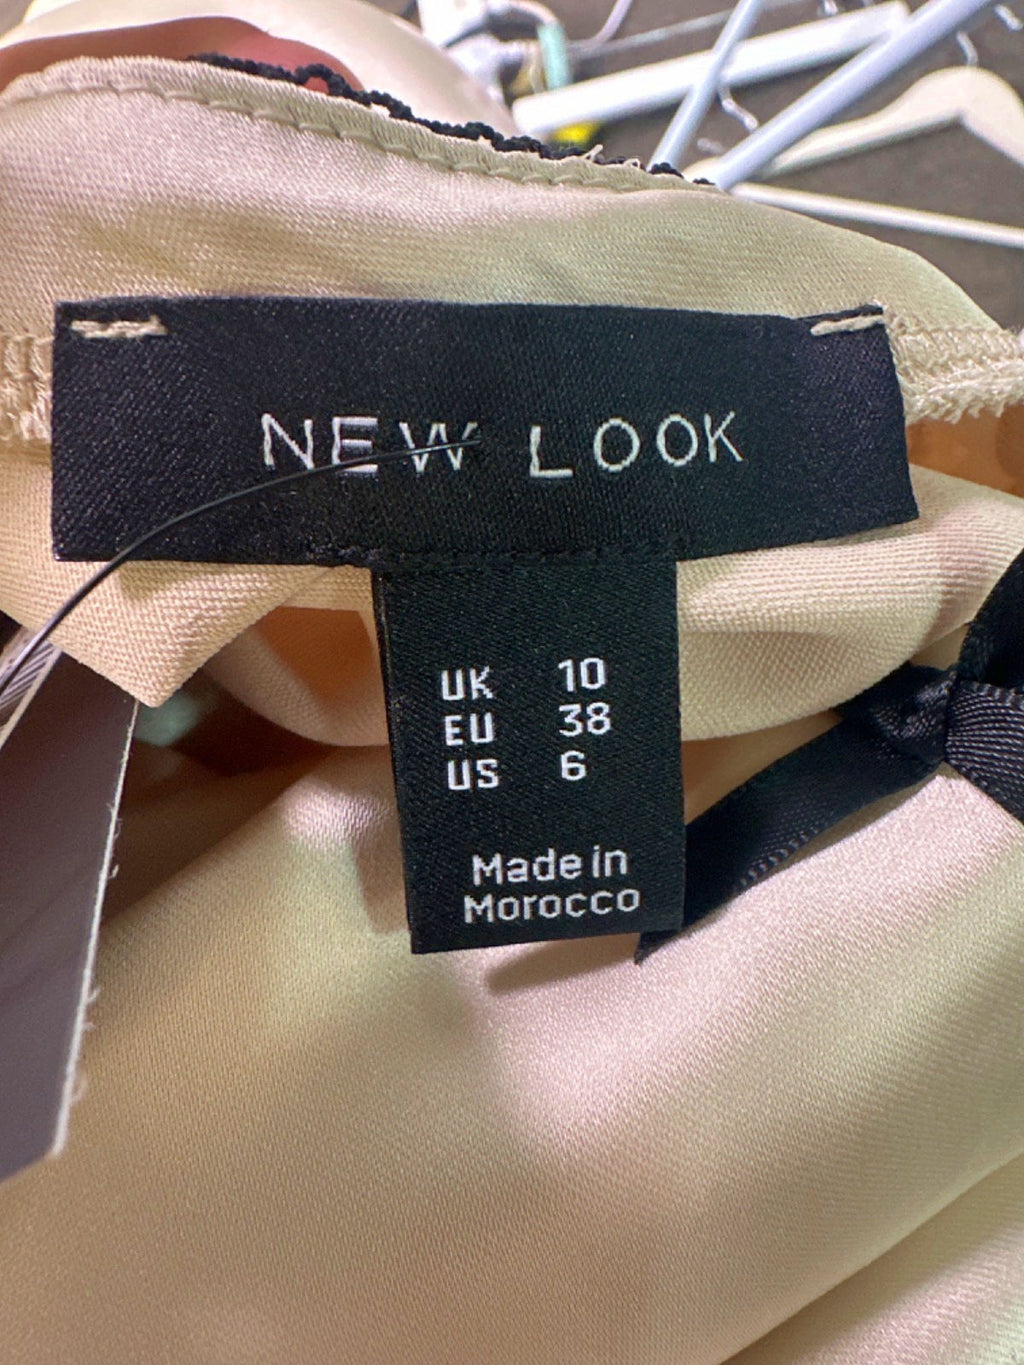 NEW LOOK
UK 10
EU 38
US 6
Made in
Morocco